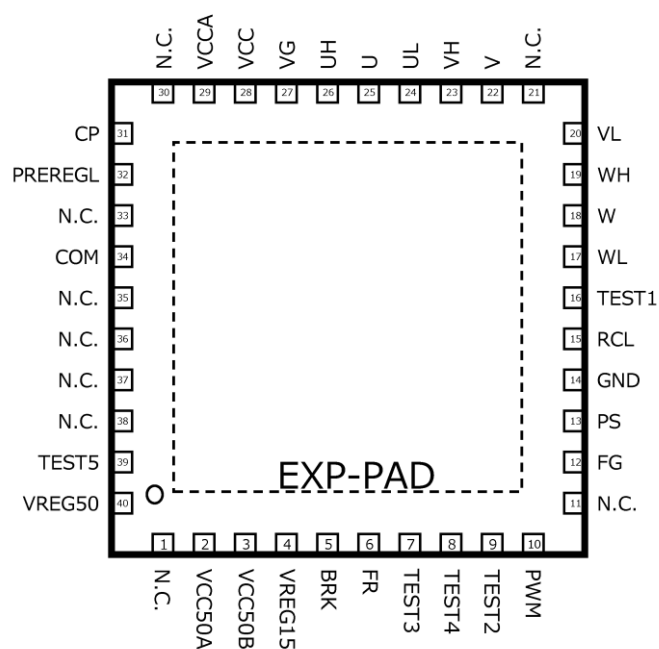 N.C. VCCA VCC VG UH U UL VH V N.C.
30 29 28 27 26 25 24 23 22 21
CP 31 20 VL
PREREGL 32 19 WH
N.C. 33 18 W
COM 34 17 WL
N.C. 35 16 TEST1
N.C. 36 15 RCL
N.C. 37 14 GND
N.C. 38 13 PS
TEST5 39 12 FG
EXP-PAD
VREG50 40 11 N.C.
1 2 3 4 5 6 7 8 9 10
N.C. VCC50A VCC50B VREG15 BRK FR TEST3 TEST4 TEST2 PWM